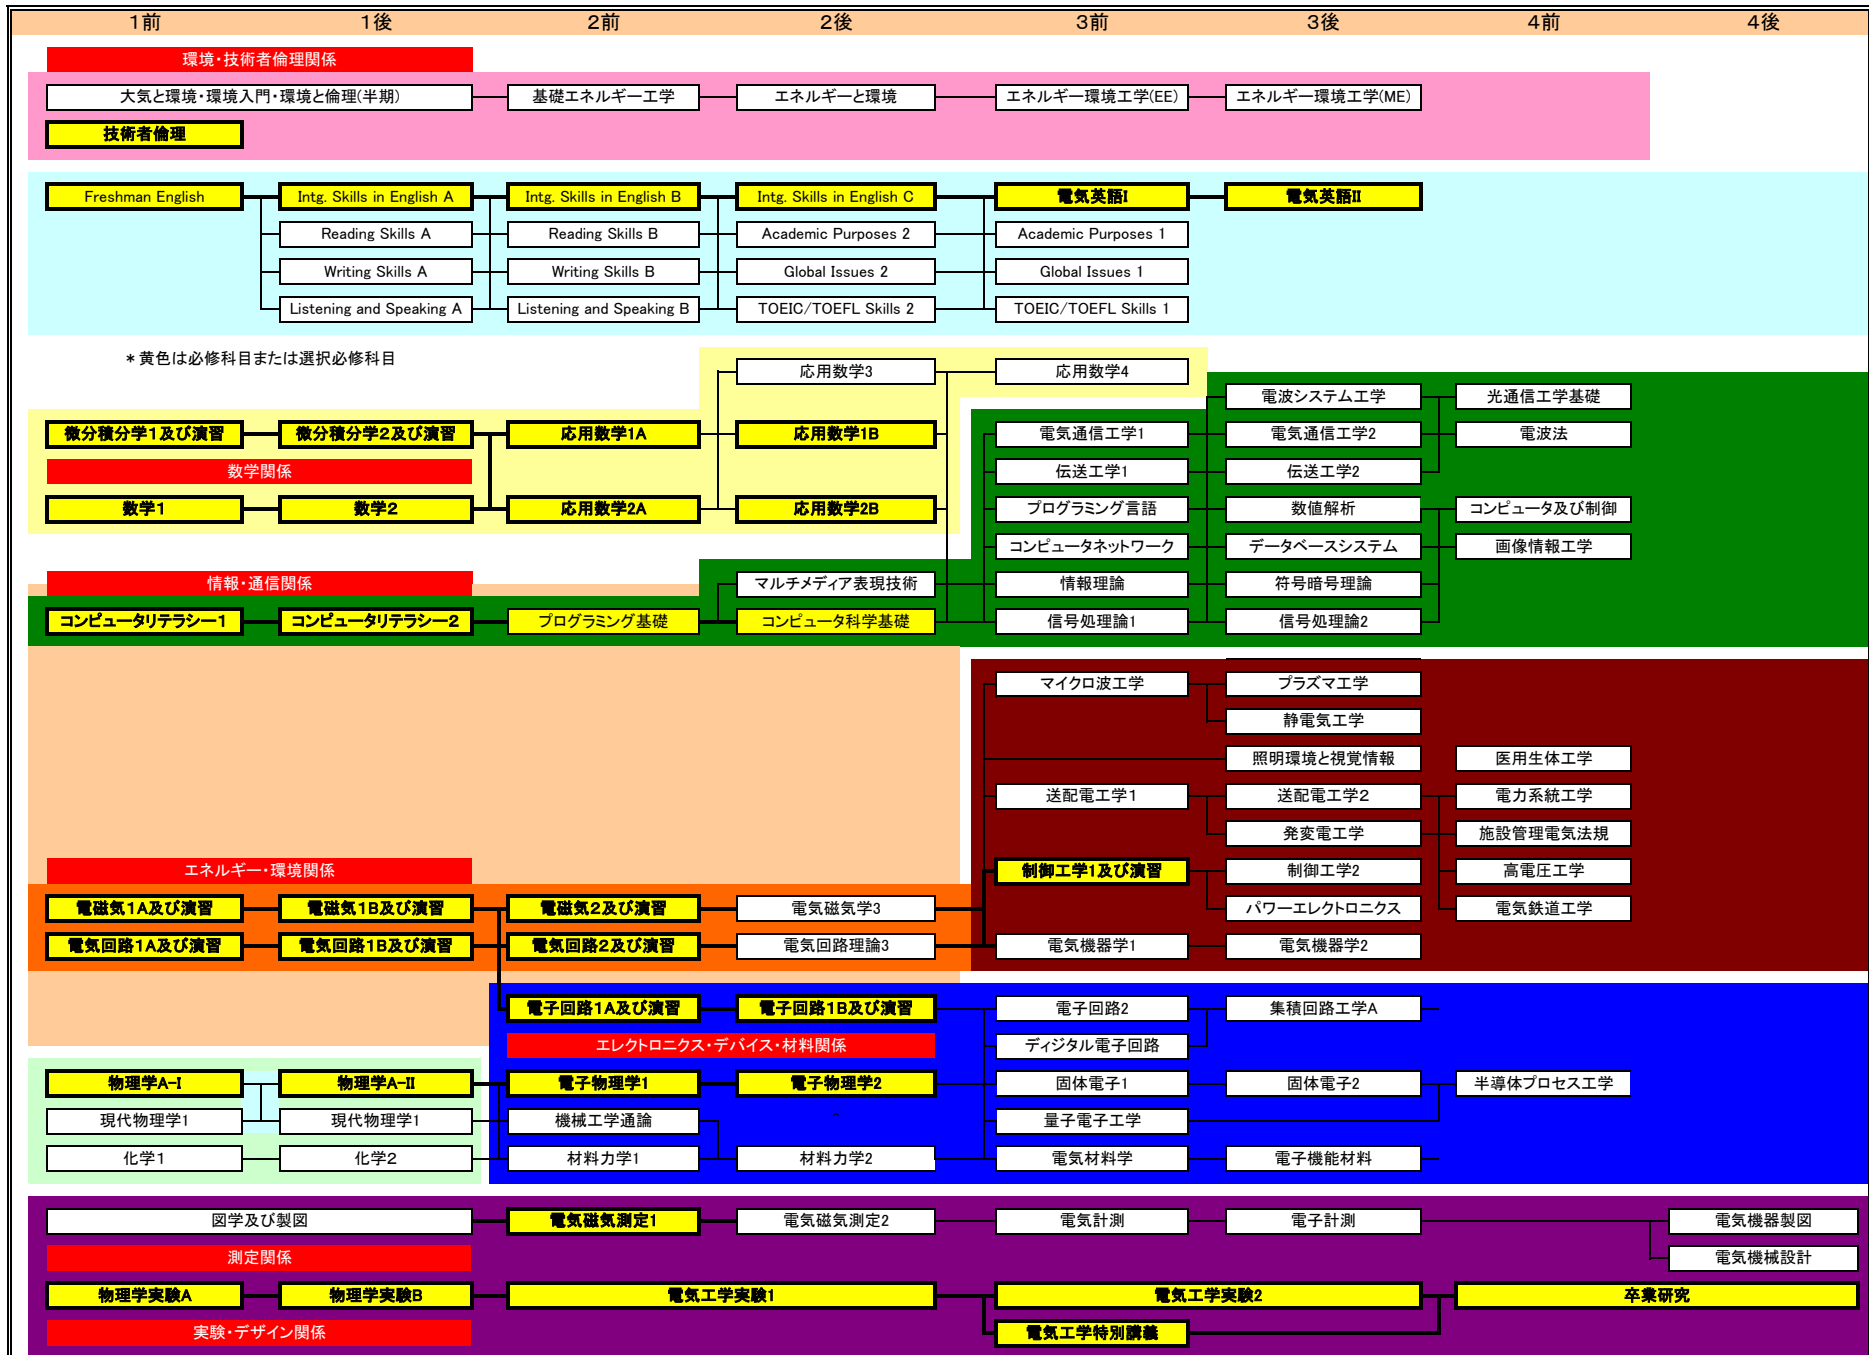 1前 1後 2前 2後 3前 3後 4前 4後
環境・技術者倫理関係
大気と環境・環境入門・環境と倫理(半期) 基礎エネルギー工学 エネルギーと環境 エネルギー環境工学(EE) エネルギー環境工学(ME)
技術者倫理
Freshman English Intg. Skills in English A Intg. Skills in English B Intg. Skills in English C 電気英語I 電気英語II
Reading Skills A Reading Skills B Academic Purposes 2 Academic Purposes 1
Writing Skills A Writing Skills B Global Issues 2 Global Issues 1
Listening and Speaking A Listening and Speaking B TOEIC/TOEFL Skills 2 TOEIC/TOEFL Skills 1
*黄色は必修科目または選択必修科目
応用数学3 応用数学4
電波システム工学 光通信工学基礎
微分積分学1及び演習 微分積分学2及び演習 応用数学1A 応用数学1B 電気通信工学1 電気通信工学2 電波法
数学関係 伝送工学1 伝送工学2
数学1 数学2 応用数学2A 応用数学2B プログラミング言語 数値解析 コンピュータ及び制御
コンピュータネットワーク データベースシステム 画像情報工学
情報・通信関係 マルチメディア表現技術 情報理論 符号暗号理論
コンピュータリテラシー1 コンピュータリテラシー2 プログラミング基礎 コンピュータ科学基礎 信号処理論1 信号処理論2
マイクロ波工学 プラズマ工学
静電気工学
照明環境と視覚情報 医用生体工学
送配電工学1 送配電工学2 電力系統工学
発変電工学 施設管理電気法規
エネルギー・環境関係 制御工学1及び演習 制御工学2 高電圧工学
電磁気1A及び演習 電磁気1B及び演習 電磁気2及び演習 電気磁気学3 パワーエレクトロニクス 電気鉄道工学
電気回路1A及び演習 電気回路1B及び演習 電気回路2及び演習 電気回路理論3 電気機器学1 電気機器学2
電子回路1A及び演習 電子回路1B及び演習 電子回路2 集積回路工学A
エレクトロニクス・デバイス・材料関係 ディジタル電子回路
物理学A-I 物理学A-II 電子物理学1 電子物理学2 固体電子1 固体電子2 半導体プロセス工学
現代物理学1 現代物理学1 機械工学通論 量子電子工学
化学1 化学2 材料力学1 材料力学2 電気材料学 電子機能材料
図学及び製図 電気磁気測定1 電気磁気測定2 電気計測 電子計測 電気機器製図
測定関係 電気機械設計
物理学実験A 物理学実験B 電気工学実験1 電気工学実験2 卒業研究
実験・デザイン関係 電気工学特別講義